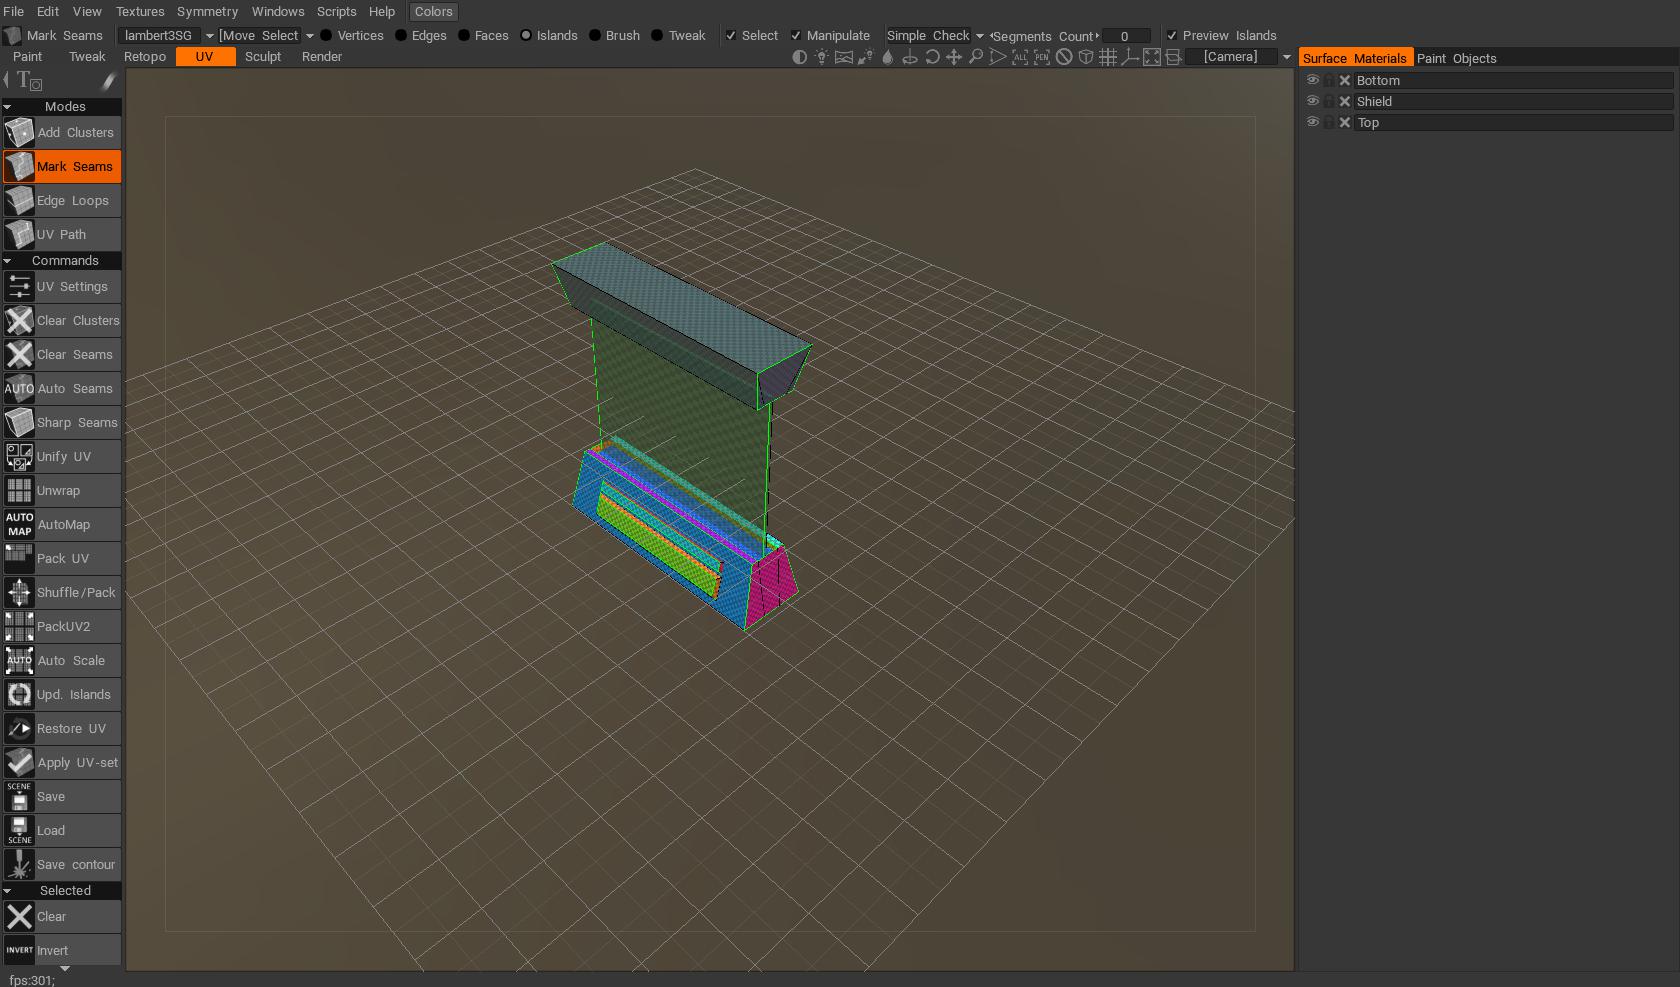 File Edit View Textures Symmetry Windows Scripts Help Colors
Mark Seams lambert3SG [Move Select Vertices Edges Faces Islands Brush Tweak Select Manipulate Simple Check Segments Count 0 Preview Islands
Paint Tweak Retopo UV Sculpt Render ALL PEN [Camera] Surface Materials Paint Objects
T
Bottom
Shield
Top
Modes
Add Clusters
Mark Seams
Edge Loops
UV Path
Commands
UV Settings
Clear Clusters
Clear Seams
AUTO Auto Seams
Sharp Seams
Unify UV
Unwrap
AUTO MAP AutoMap
Pack UV
Shuffle/Pack
PackUV2
AUTO Auto Scale
Upd. Islands
Restore UV
Apply UV-set
SCENE Save
Load SCENE
Save contour
Selected
Clear
INVERT Invert
fps:301;